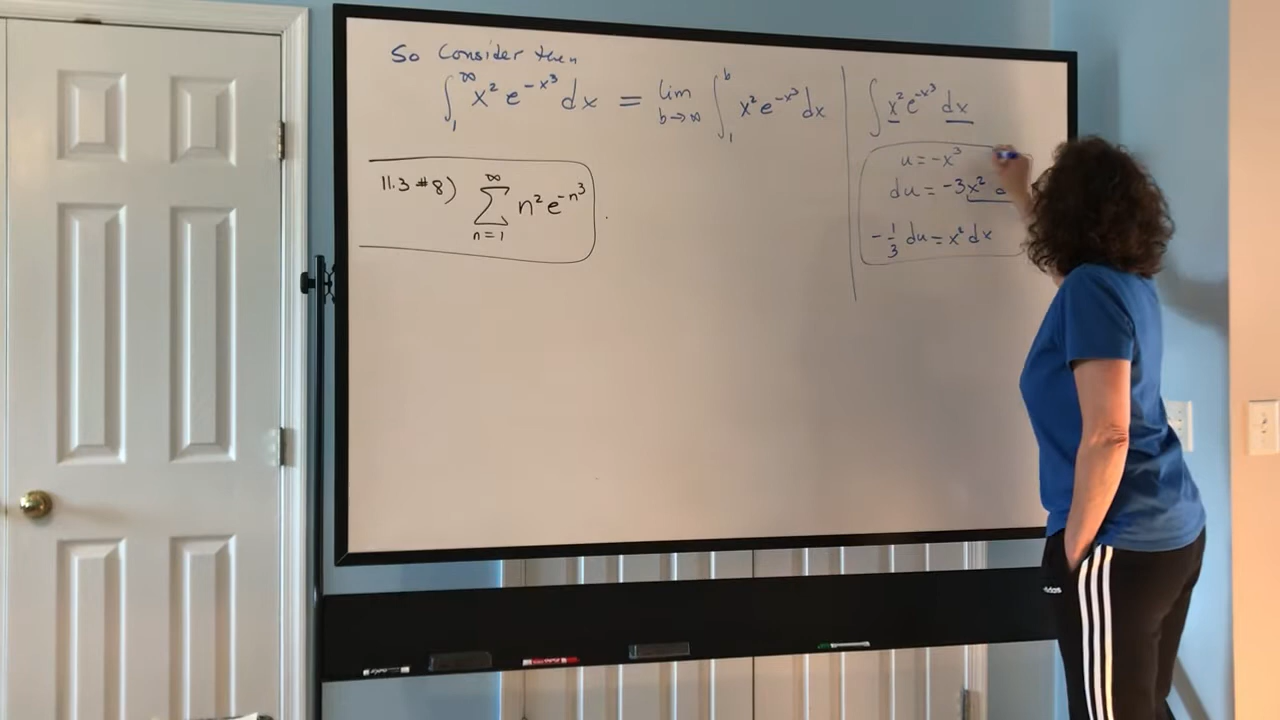 So Consider then
∫₁^∞ x² e^{-x³} dx = lim_{b→∞} ∫₁^b x² e^{-x³} dx
11.3 #8) ∑_{n=1}^∞ n² e^{-n³}
∫ x² e^{-x³} dx
u = -x³
du = -3x²
-1/3 du = x² dx